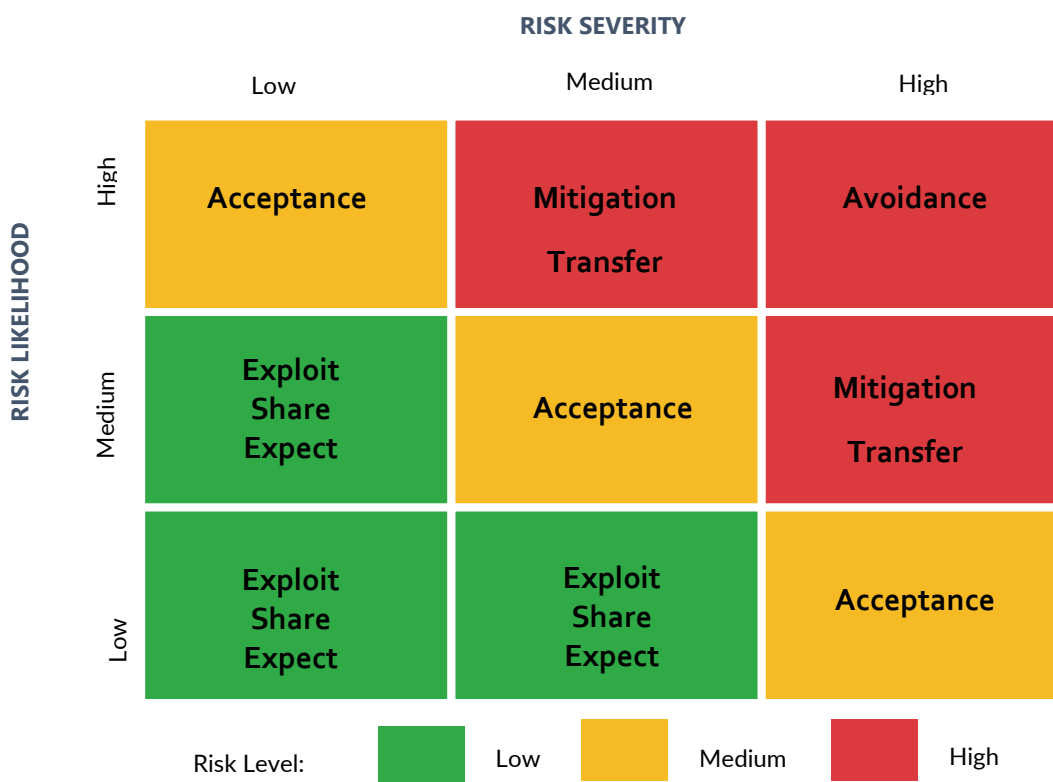 RISK SEVERITY
Low
Medium
High
RISK LIKELIHOOD
High
Acceptance
Mitigation
Transfer
Avoidance
Medium
Exploit
Share
Expect
Acceptance
Mitigation
Transfer
Low
Exploit
Share
Expect
Exploit
Share
Expect
Acceptance
Risk Level:
Low
Medium
High